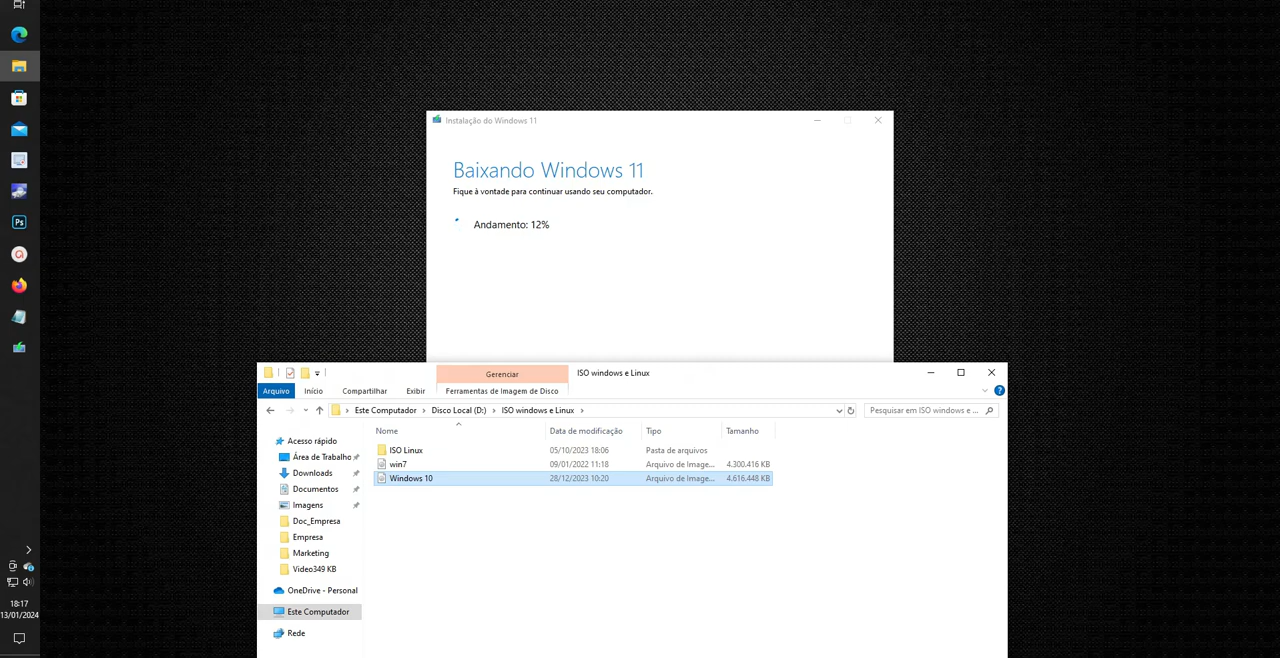 Instalação do Windows 11
Baixando Windows 11
Fique à vontade para continuar usando seu computador.
Andamento: 12%
Gerenciar
ISO windows e Linux
Arquivo Início Compartilhar Exibir Ferramentas de Imagem de Disco
Este Computador Disco Local (D:) ISO windows e Linux
Pesquisar em ISO windows e ...
Nome Data de modificação Tipo Tamanho
ISO Linux 05/10/2023 18:06 Pasta de arquivos
win7 09/01/2022 11:18 Arquivo de Image... 4.300.416 KB
Windows 10 28/12/2023 10:20 Arquivo de Image... 4.616.448 KB
Acesso rápido
Área de Trabalho
Downloads
Documentos
Imagens
Doc_Empresa
Empresa
Marketing
Video349 KB
OneDrive - Personal
Este Computador
Rede
Ps
18:17
13/01/2024